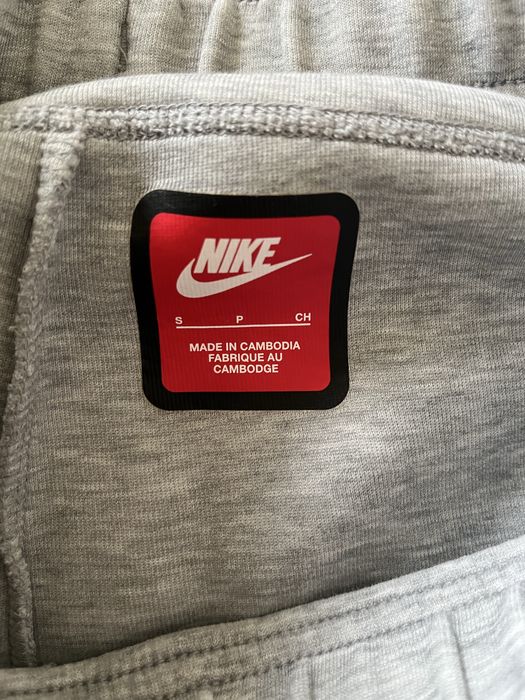 NIKE
S P CH
MADE IN CAMBODIA
FABRIQUE AU
CAMBODGE